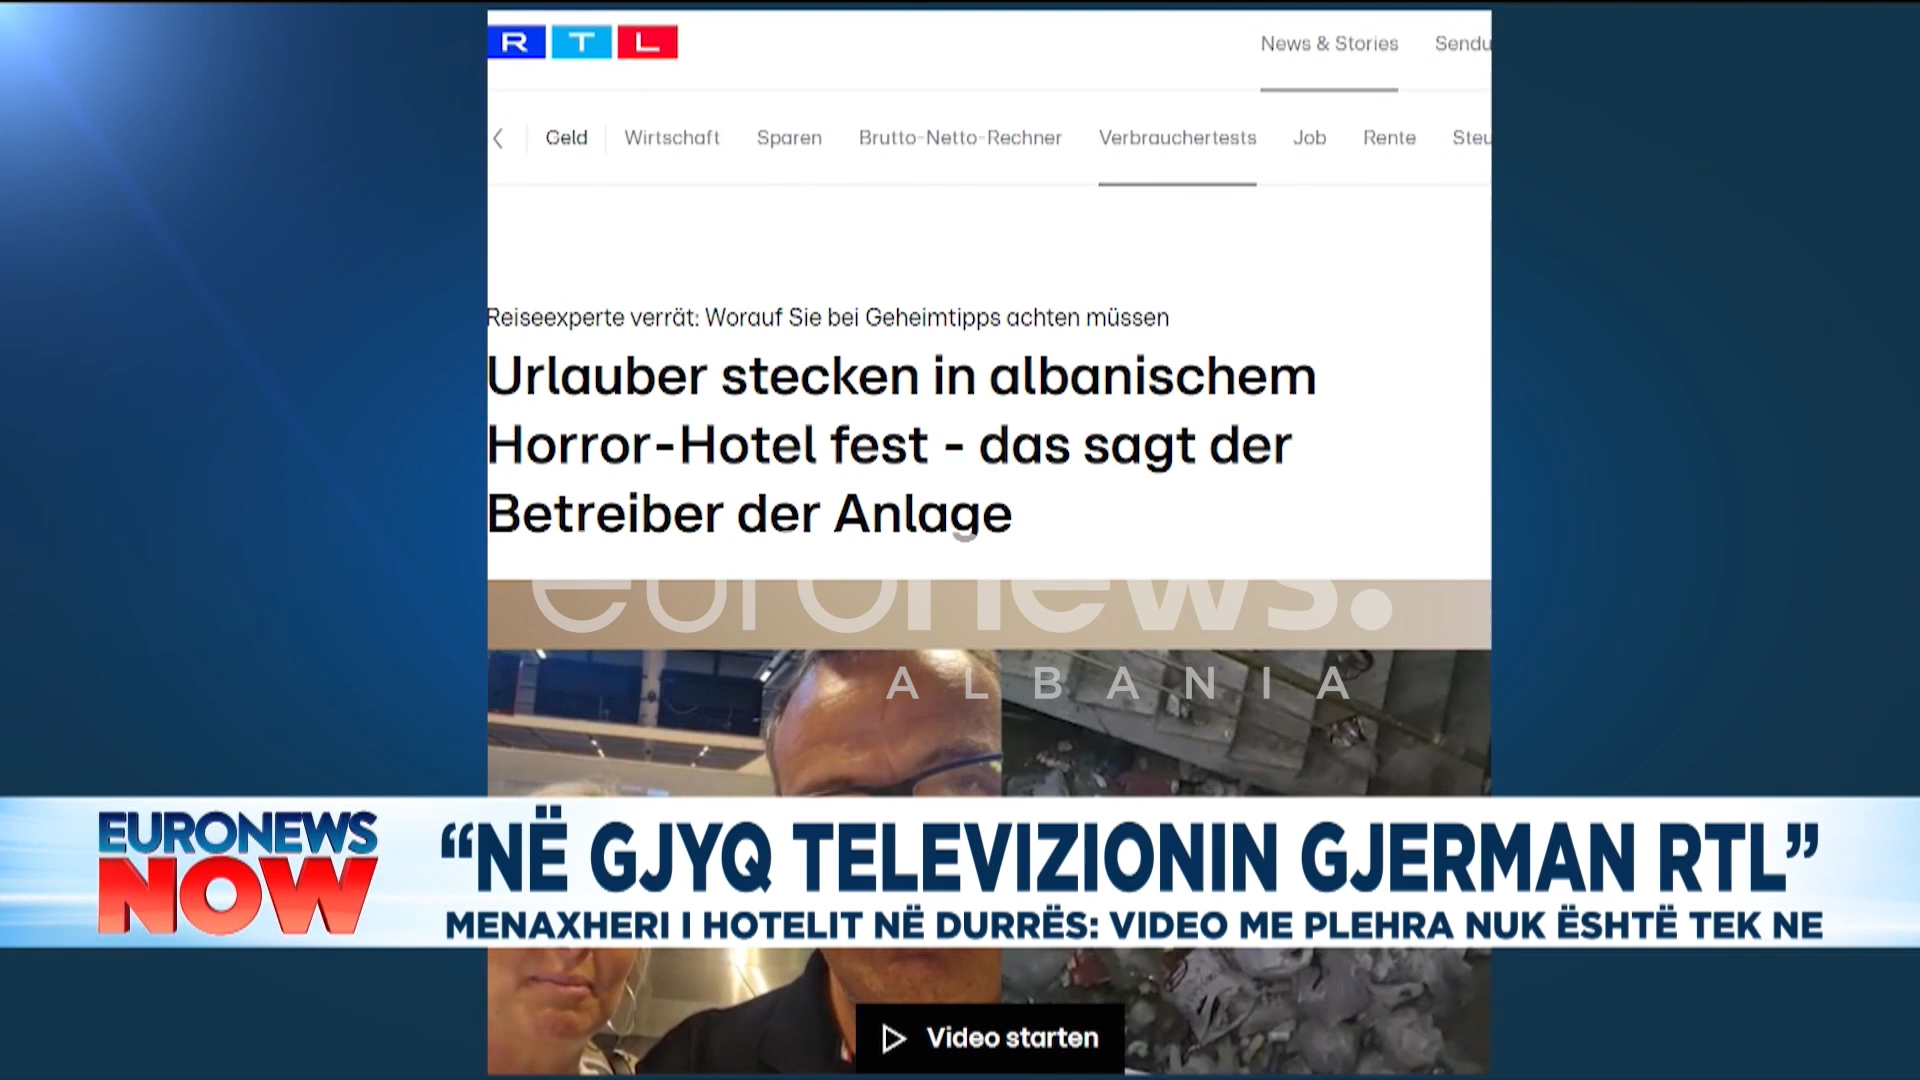 RTL
News & Stories
Geld Wirtschaft Sparen Brutto-Netto-Rechner Verbrauchertests Job Rente
Reiseexperte verrät: Worauf Sie bei Geheimtipps achten müssen
Urlauber stecken in albanischem
Horror-Hotel fest - das sagt der
Betreiber der Anlage
euronews.
ALBANIA
EURONEWS
NOW
“NË GJYQ TELEVIZIONIN GJERMAN RTL”
MENAXHERI I HOTELIT NË DURRËS: VIDEO ME PLEHRA NUK ËSHTË TEK NE
Video starten